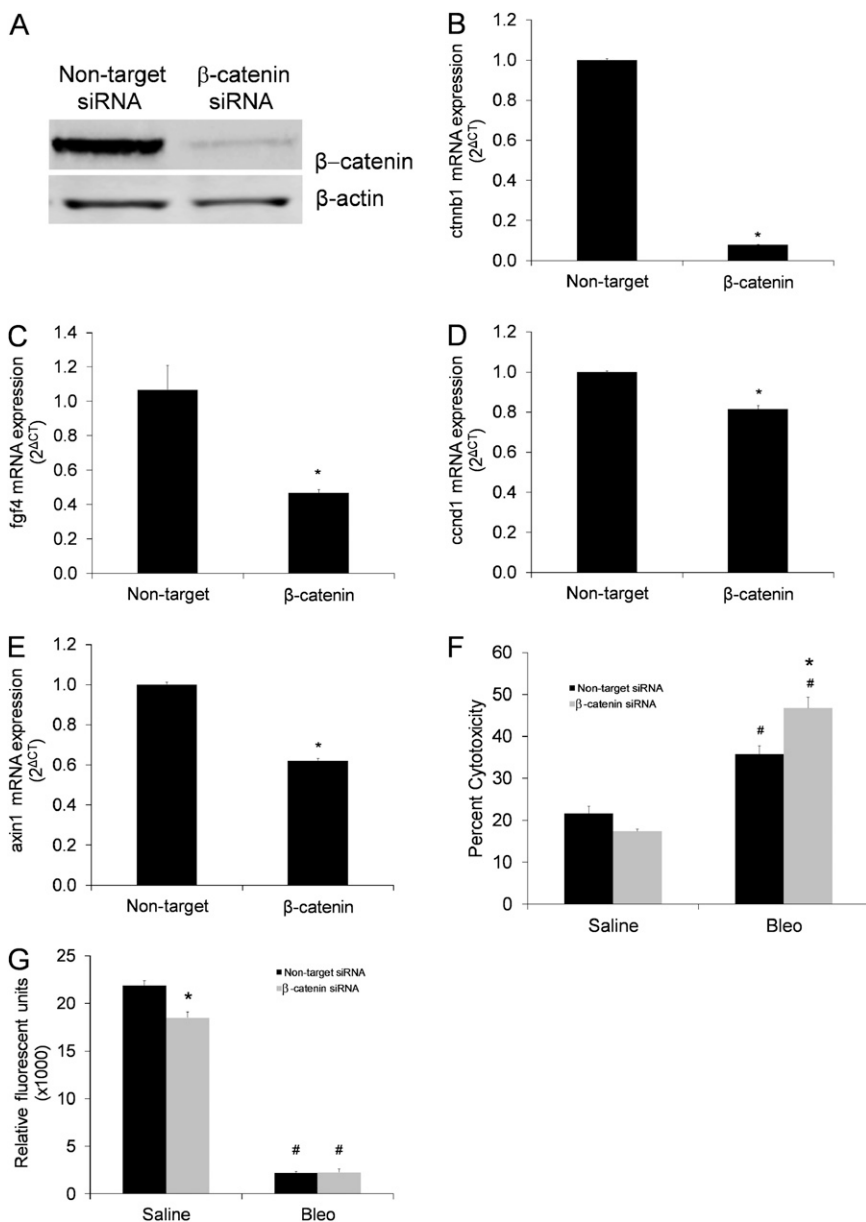 A
Non-target siRNA
β-catenin siRNA
β–catenin
β-actin
B
ctnnb1 mRNA expression
(2ΔCT)
1.2
1.0
0.8
0.6
0.4
0.2
0.0
*
Non-target
β-catenin
C
fgf4 mRNA expression
(2ΔCT)
1.4
1.2
1.0
0.8
0.6
0.4
0.2
0.0
*
Non-target
β-catenin
D
ccnd1 mRNA expression
(2ΔCT)
1.2
1.0
0.8
0.6
0.4
0.2
0.0
*
Non-target
β-catenin
E
axin1 mRNA expression
(2ΔCT)
1.2
1.0
0.8
0.6
0.4
0.2
0.0
*
Non-target
β-catenin
F
Percent Cytotoxicity
60
50
40
30
20
10
0
Non-target siRNA
β-catenin siRNA
#
*
#
Saline
Bleo
G
Relative fluorescent units
(x1000)
25
20
15
10
5
0
Non-target siRNA
β-catenin siRNA
*
#
#
Saline
Bleo